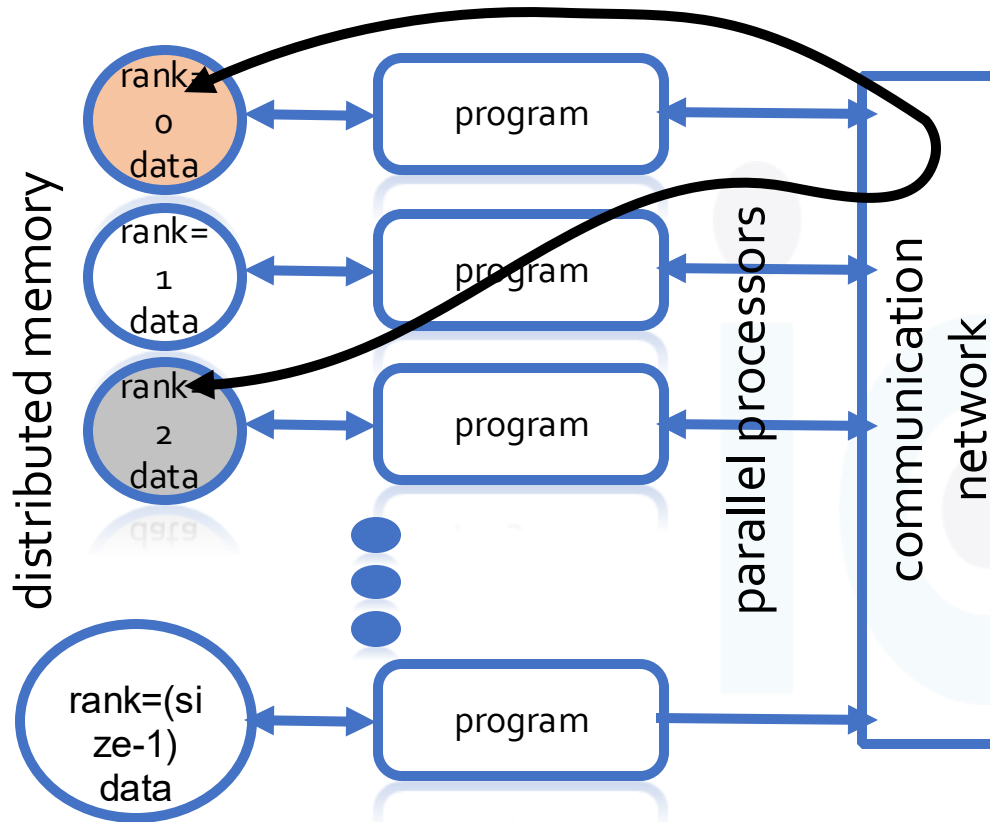 rank=
0
data
program
rank=
1
data
program
rank=
2
data
program
rank=(si
ze-1)
data
program
distributed memory
parallel processors
communication
network